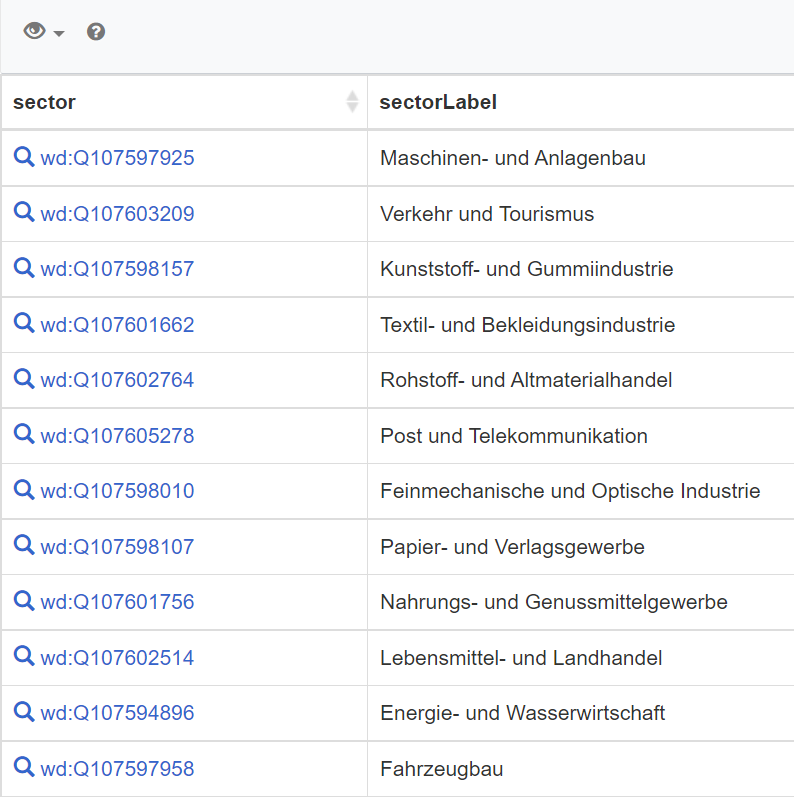 sector sectorLabel
wd:Q107597925 Maschinen- und Anlagenbau
wd:Q107603209 Verkehr und Tourismus
wd:Q107598157 Kunststoff- und Gummiindustrie
wd:Q107601662 Textil- und Bekleidungsindustrie
wd:Q107602764 Rohstoff- und Altmaterialhandel
wd:Q107605278 Post und Telekommunikation
wd:Q107598010 Feinmechanische und Optische Industrie
wd:Q107598107 Papier- und Verlagsgewerbe
wd:Q107601756 Nahrungs- und Genussmittelgewerbe
wd:Q107602514 Lebensmittel- und Landhandel
wd:Q107594896 Energie- und Wasserwirtschaft
wd:Q107597958 Fahrzeugbau